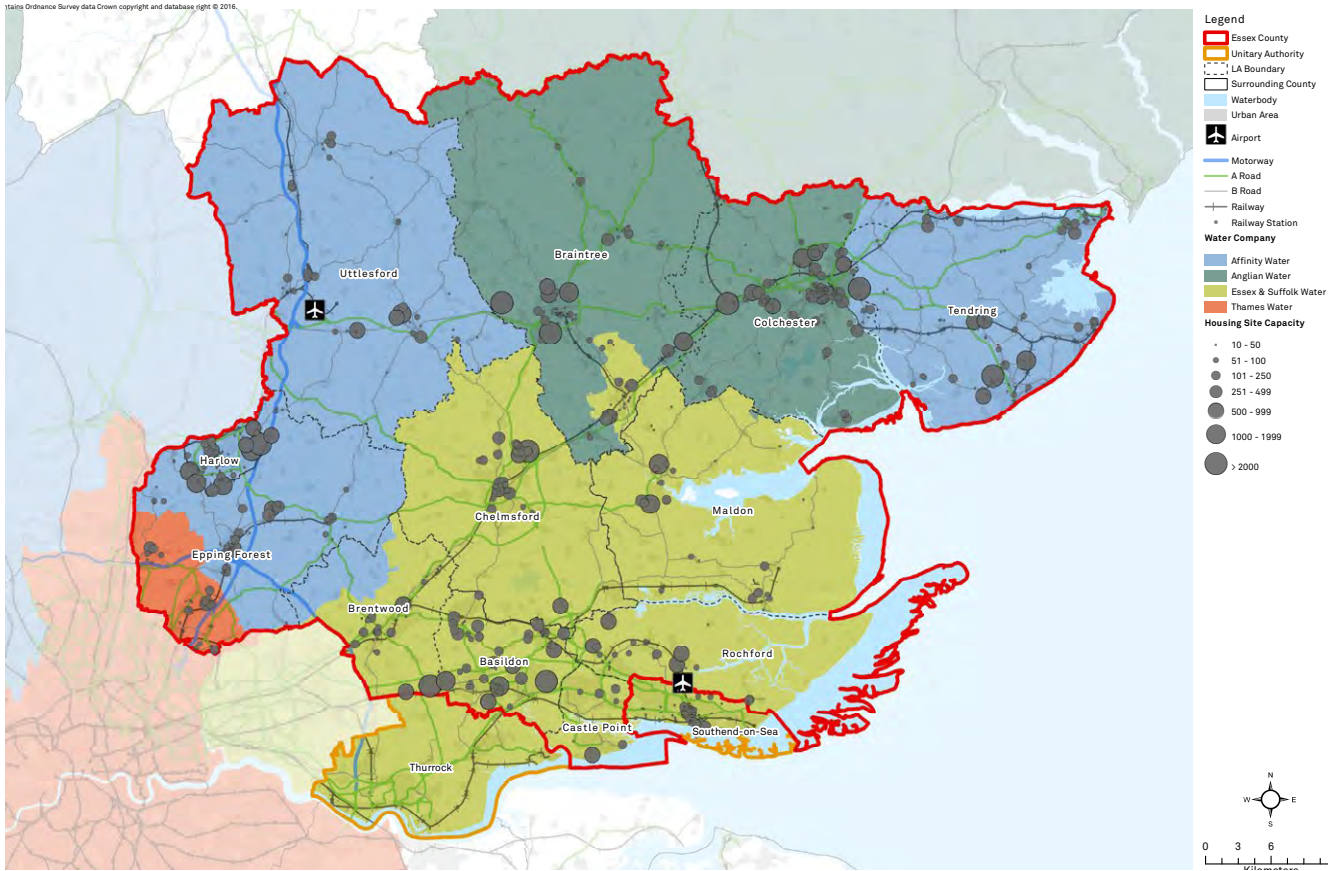 tains Ordnance Survey data Crown copyright and database right © 2016.
Legend
Essex County
Unitary Authority
LA Boundary
Surrounding County
Waterbody
Urban Area
Airport
Motorway
A Road
B Road
Railway
Railway Station
Water Company
Affinity Water
Anglian Water
Essex & Suffolk Water
Thames Water
Housing Site Capacity
10 - 50
51 - 100
101 - 250
251 - 499
500 - 999
1000 - 1999
> 2000
Braintree
Uttlesford
Tendring
Colchester
Harlow
Maldon
Chelmsford
Epping Forest
Brentwood
Rochford
Basildon
Castle Point
Southend-on-Sea
Thurrock
N
W E
S
0 3 6
Kilometers